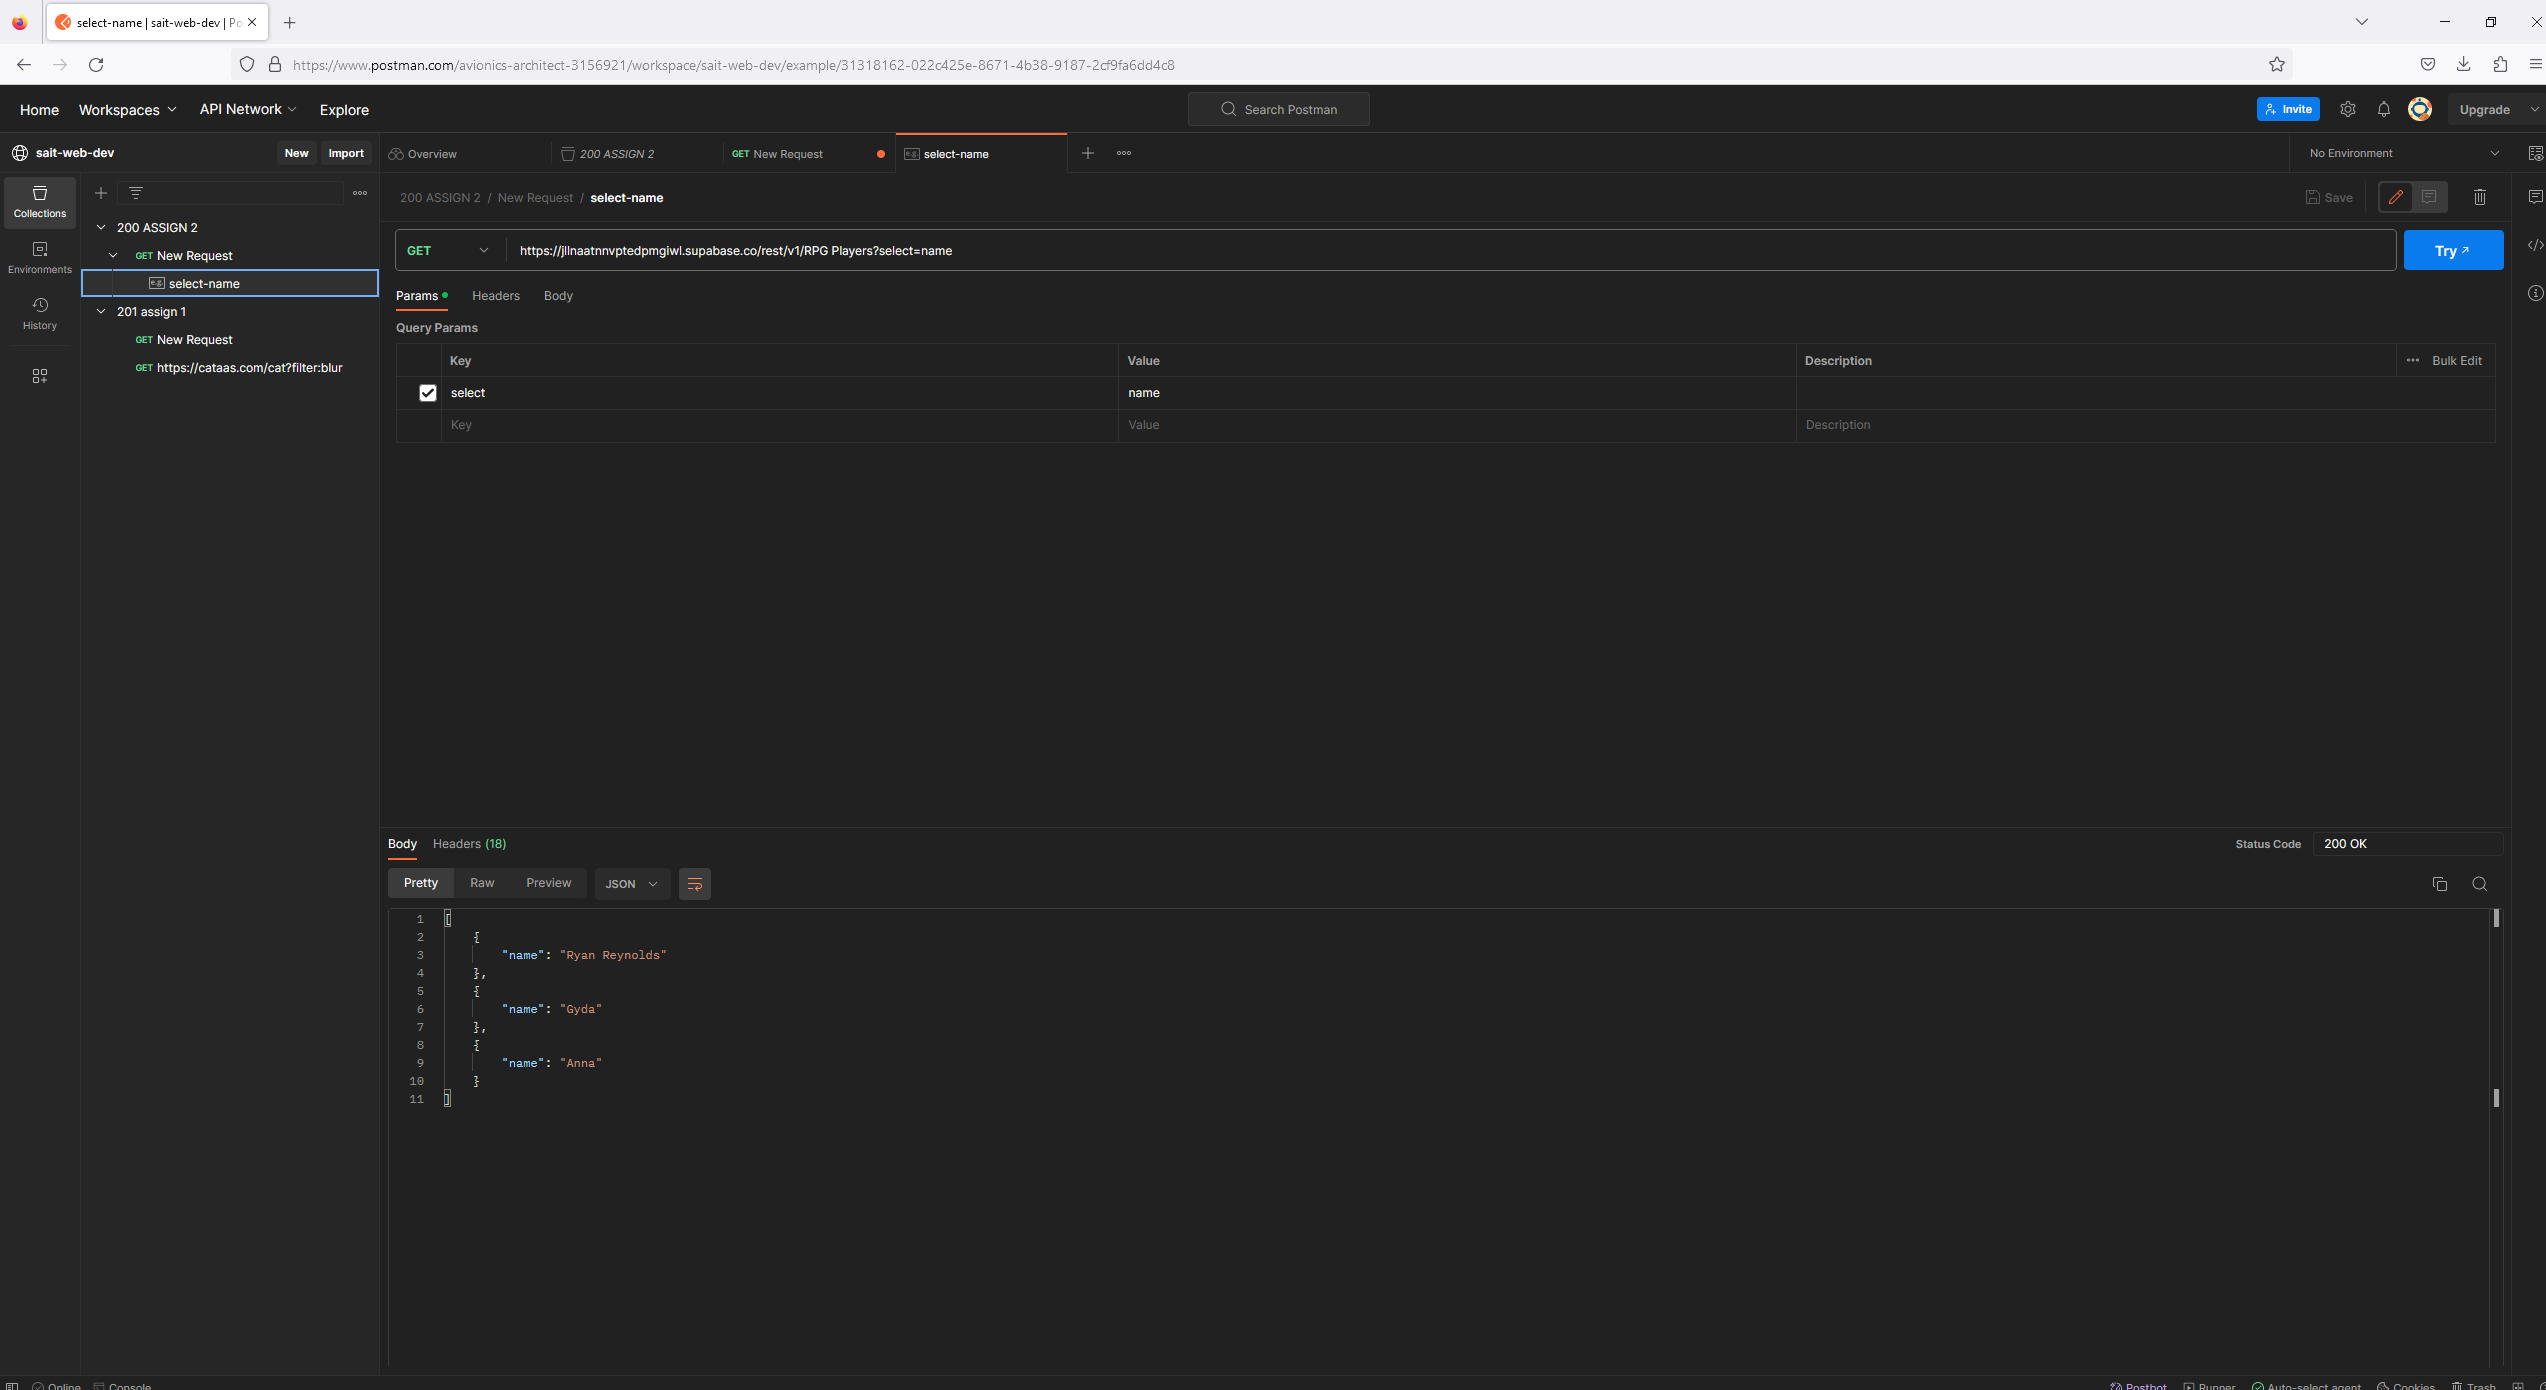 select-name | sait-web-dev | Po
https://www.postman.com/avionics-architect-3156921/workspace/sait-web-dev/example/31318162-022c425e-8671-4b38-9187-2cf9fa6dd4c8
Home Workspaces API Network Explore Search Postman Invite Upgrade
sait-web-dev New Import Overview 200 ASSIGN 2 GET New Request e.g. select-name No Environment
Collections
Environments
History
200 ASSIGN 2
GET New Request
e.g. select-name
201 assign 1
GET New Request
GET https://cataas.com/cat?filter:blur
200 ASSIGN 2 / New Request / select-name Save
GET https://jllnaatnnvptedpmgiwl.supabase.co/rest/v1/RPG Players?select=name Try
Params Headers Body
Query Params
Key Value Description Bulk Edit
select name
Key Value Description
Body Headers (18) Status Code 200 OK
Pretty Raw Preview JSON
1 [
2 {
3 "name": "Ryan Reynolds"
4 },
5 {
6 "name": "Gyda"
7 },
8 {
9 "name": "Anna"
10 }
11 ]
Online Console Postbot Runner Auto-select agent Cookies Trash